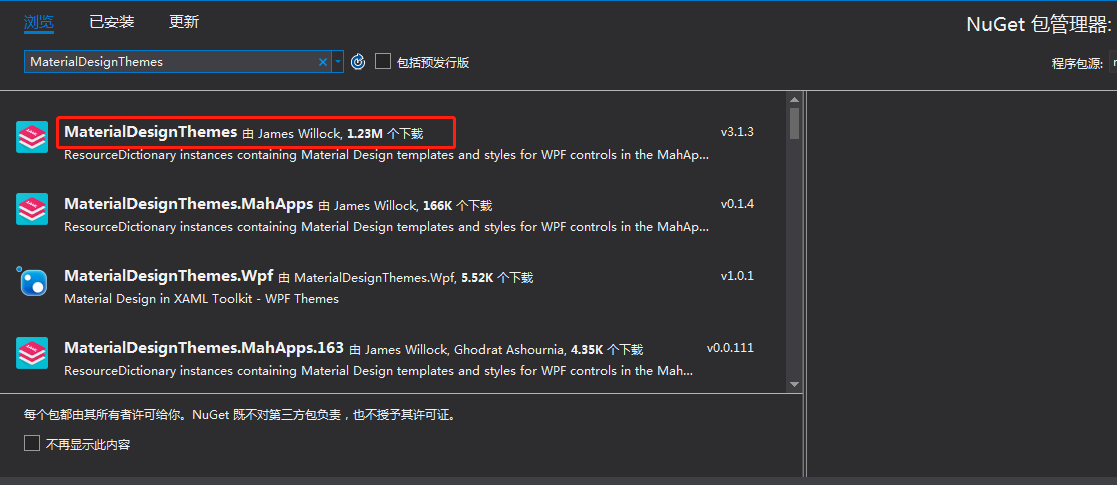 浏览 已安装 更新 NuGet 包管理器:
MaterialDesignThemes 包括预发行版 程序包源:
MaterialDesignThemes 由 James Willock, 1.23M 个下载 v3.1.3
ResourceDictionary instances containing Material Design templates and styles for WPF controls in the MahAp...
MaterialDesignThemes.MahApps 由 James Willock, 166K 个下载 v0.1.4
ResourceDictionary instances containing Material Design templates and styles for WPF controls in the MahAp...
MaterialDesignThemes.Wpf 由 MaterialDesignThemes.Wpf, 5.52K 个下载 v1.0.1
Material Design in XAML Toolkit - WPF Themes
MaterialDesignThemes.MahApps.163 由 James Willock, Ghodrat Ashournia, 4.35K 个下载 v0.0.111
ResourceDictionary instances containing Material Design templates and styles for WPF controls in the Mah...
每个包都由其所有者许可给你。NuGet 既不对第三方包负责，也不授予其许可证。
不再显示此内容